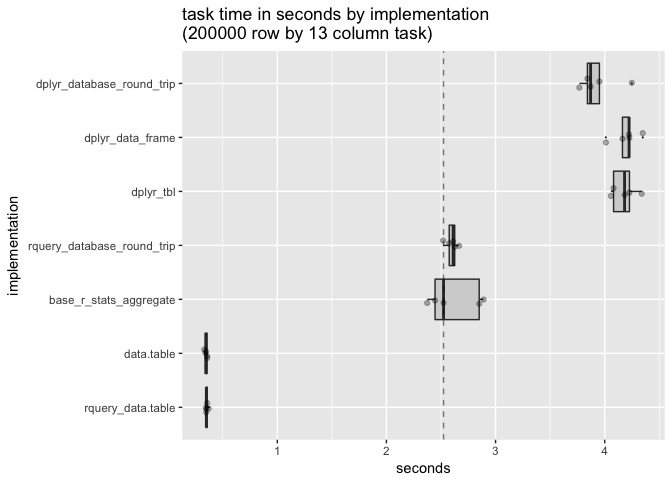 task time in seconds by implementation
(200000 row by 13 column task)
implementation
dplyr_database_round_trip
dplyr_data_frame
dplyr_tbl
rquery_database_round_trip
base_r_stats_aggregate
data.table
rquery_data.table
1 2 3 4
seconds